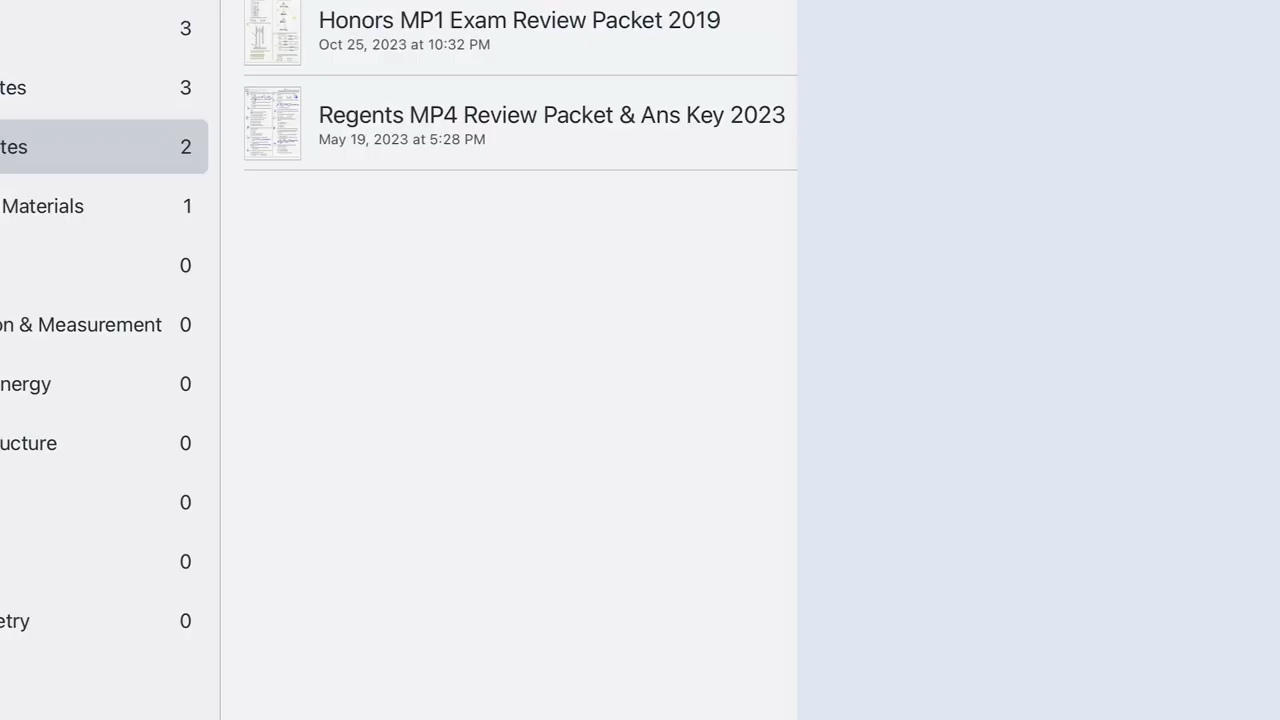 3
tes 3
tes 2
Materials 1
0
on & Measurement 0
nergy 0
ucture 0
0
0
etry 0
Honors MP1 Exam Review Packet 2019
Oct 25, 2023 at 10:32 PM
Regents MP4 Review Packet & Ans Key 2023
May 19, 2023 at 5:28 PM